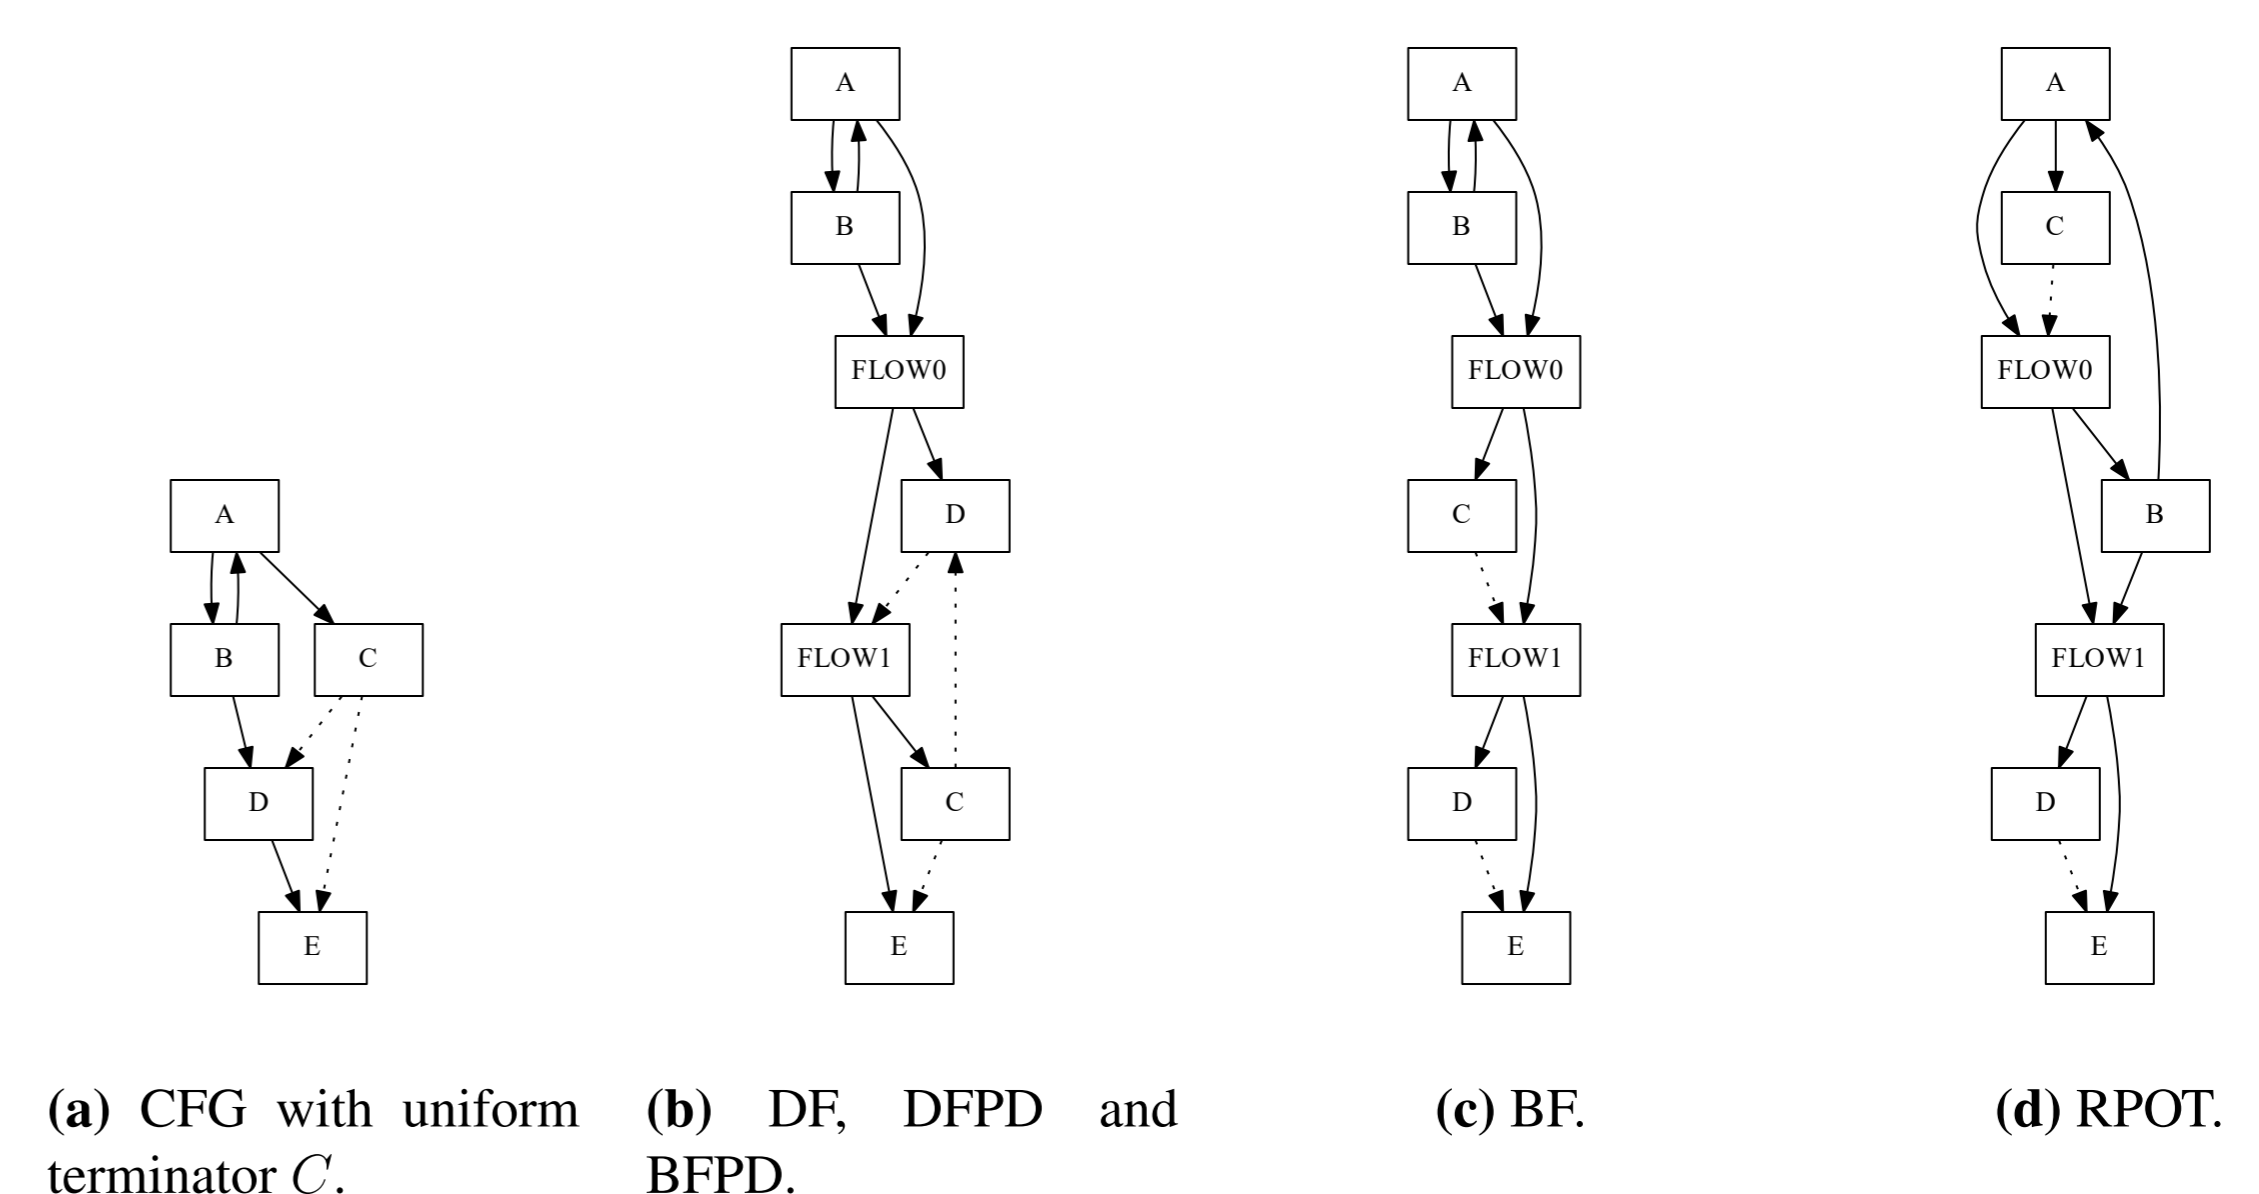 A
B
C
D
E
(a) CFG with uniform
terminator C.
A
B
FLOW0
D
FLOW1
C
E
(b) DF, DFPD and
BFPD.
A
B
FLOW0
C
FLOW1
D
E
(c) BF.
A
C
FLOW0
B
FLOW1
D
E
(d) RPOT.